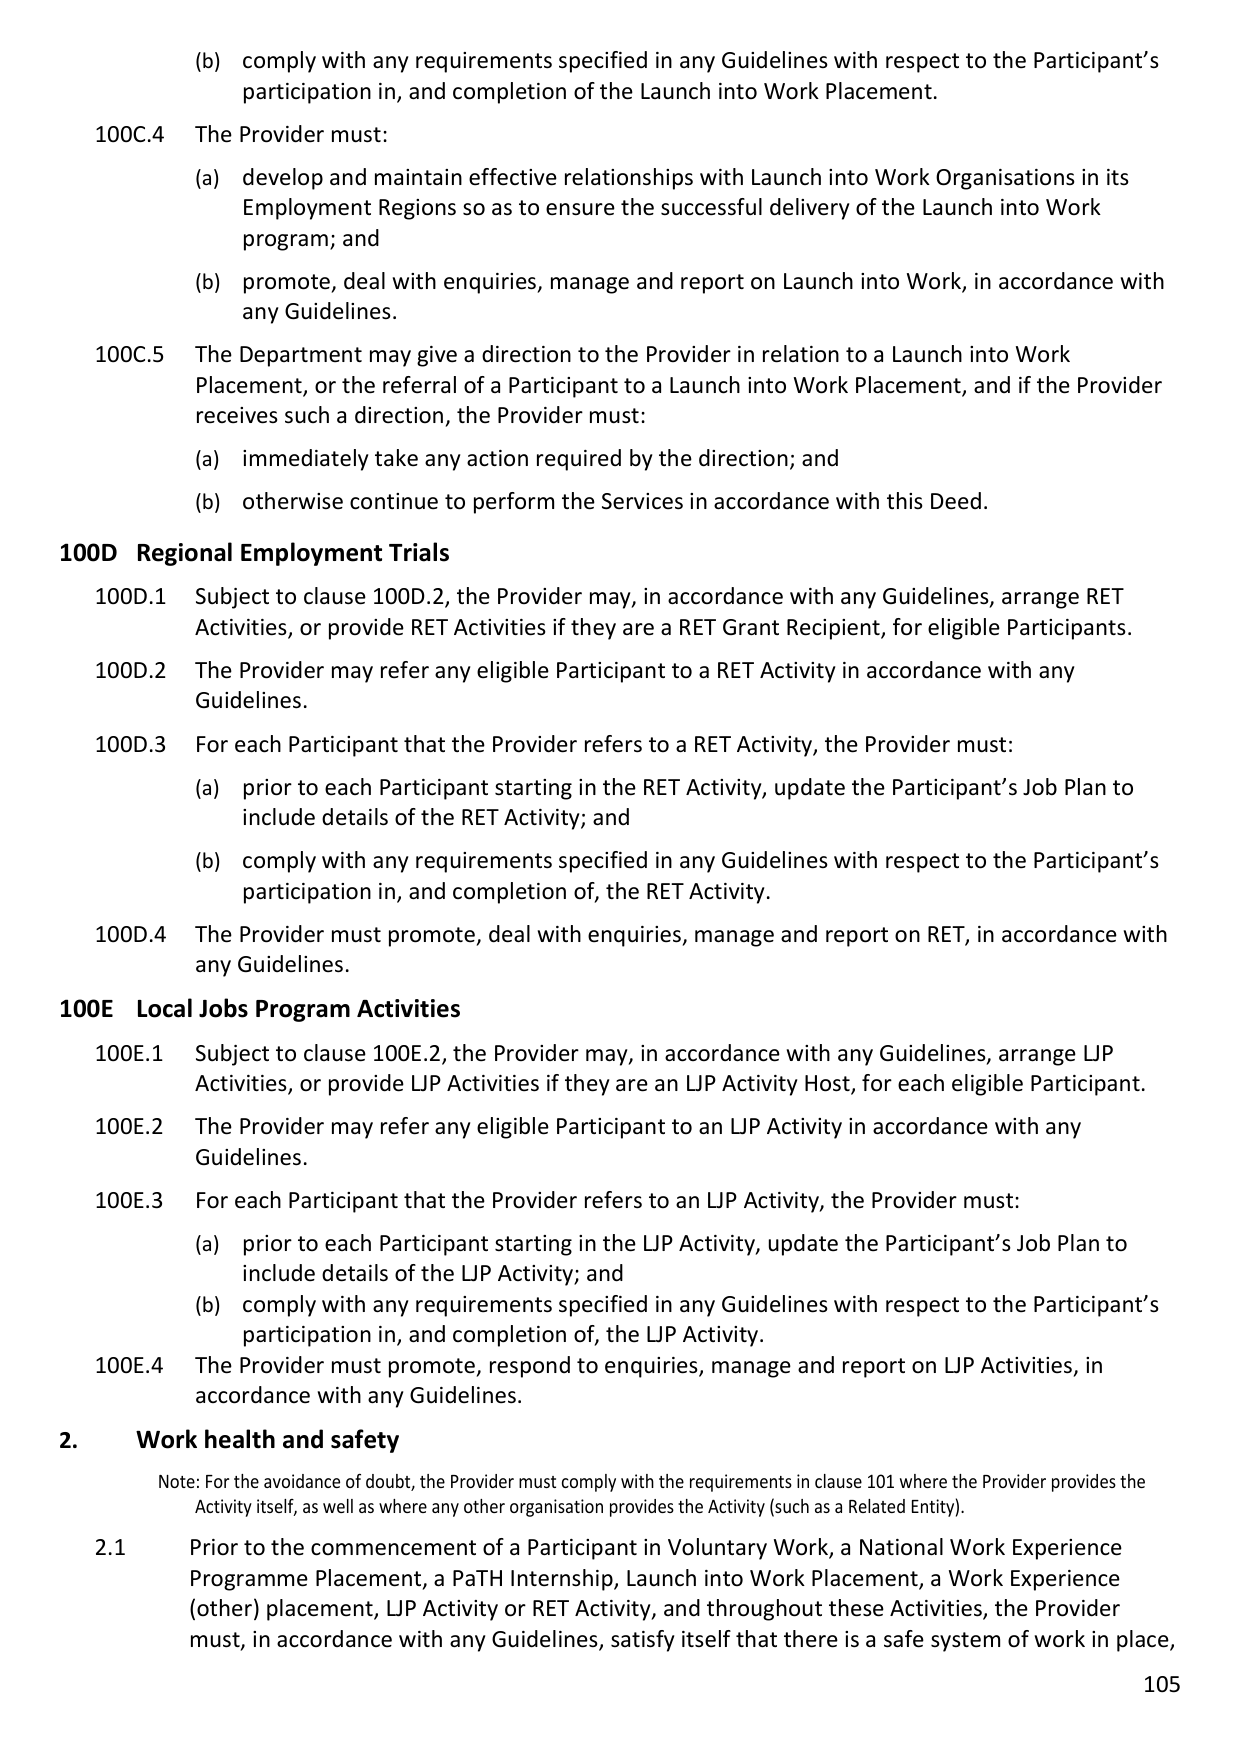 (b) comply with any requirements specified in any Guidelines with respect to the Participant’s
participation in, and completion of the Launch into Work Placement.
100C.4 The Provider must:
(a) develop and maintain effective relationships with Launch into Work Organisations in its
Employment Regions so as to ensure the successful delivery of the Launch into Work
program; and
(b) promote, deal with enquiries, manage and report on Launch into Work, in accordance with
any Guidelines.
100C.5 The Department may give a direction to the Provider in relation to a Launch into Work
Placement, or the referral of a Participant to a Launch into Work Placement, and if the Provider
receives such a direction, the Provider must:
(a) immediately take any action required by the direction; and
(b) otherwise continue to perform the Services in accordance with this Deed.
100D Regional Employment Trials
100D.1 Subject to clause 100D.2, the Provider may, in accordance with any Guidelines, arrange RET
Activities, or provide RET Activities if they are a RET Grant Recipient, for eligible Participants.
100D.2 The Provider may refer any eligible Participant to a RET Activity in accordance with any
Guidelines.
100D.3 For each Participant that the Provider refers to a RET Activity, the Provider must:
(a) prior to each Participant starting in the RET Activity, update the Participant’s Job Plan to
include details of the RET Activity; and
(b) comply with any requirements specified in any Guidelines with respect to the Participant’s
participation in, and completion of, the RET Activity.
100D.4 The Provider must promote, deal with enquiries, manage and report on RET, in accordance with
any Guidelines.
100E Local Jobs Program Activities
100E.1 Subject to clause 100E.2, the Provider may, in accordance with any Guidelines, arrange LJP
Activities, or provide LJP Activities if they are an LJP Activity Host, for each eligible Participant.
100E.2 The Provider may refer any eligible Participant to an LJP Activity in accordance with any
Guidelines.
100E.3 For each Participant that the Provider refers to an LJP Activity, the Provider must:
(a) prior to each Participant starting in the LJP Activity, update the Participant’s Job Plan to
include details of the LJP Activity; and
(b) comply with any requirements specified in any Guidelines with respect to the Participant’s
participation in, and completion of, the LJP Activity.
100E.4 The Provider must promote, respond to enquiries, manage and report on LJP Activities, in
accordance with any Guidelines.
2. Work health and safety
Note: For the avoidance of doubt, the Provider must comply with the requirements in clause 101 where the Provider provides the
Activity itself, as well as where any other organisation provides the Activity (such as a Related Entity).
2.1 Prior to the commencement of a Participant in Voluntary Work, a National Work Experience
Programme Placement, a PaTH Internship, Launch into Work Placement, a Work Experience
(other) placement, LJP Activity or RET Activity, and throughout these Activities, the Provider
must, in accordance with any Guidelines, satisfy itself that there is a safe system of work in place,
105